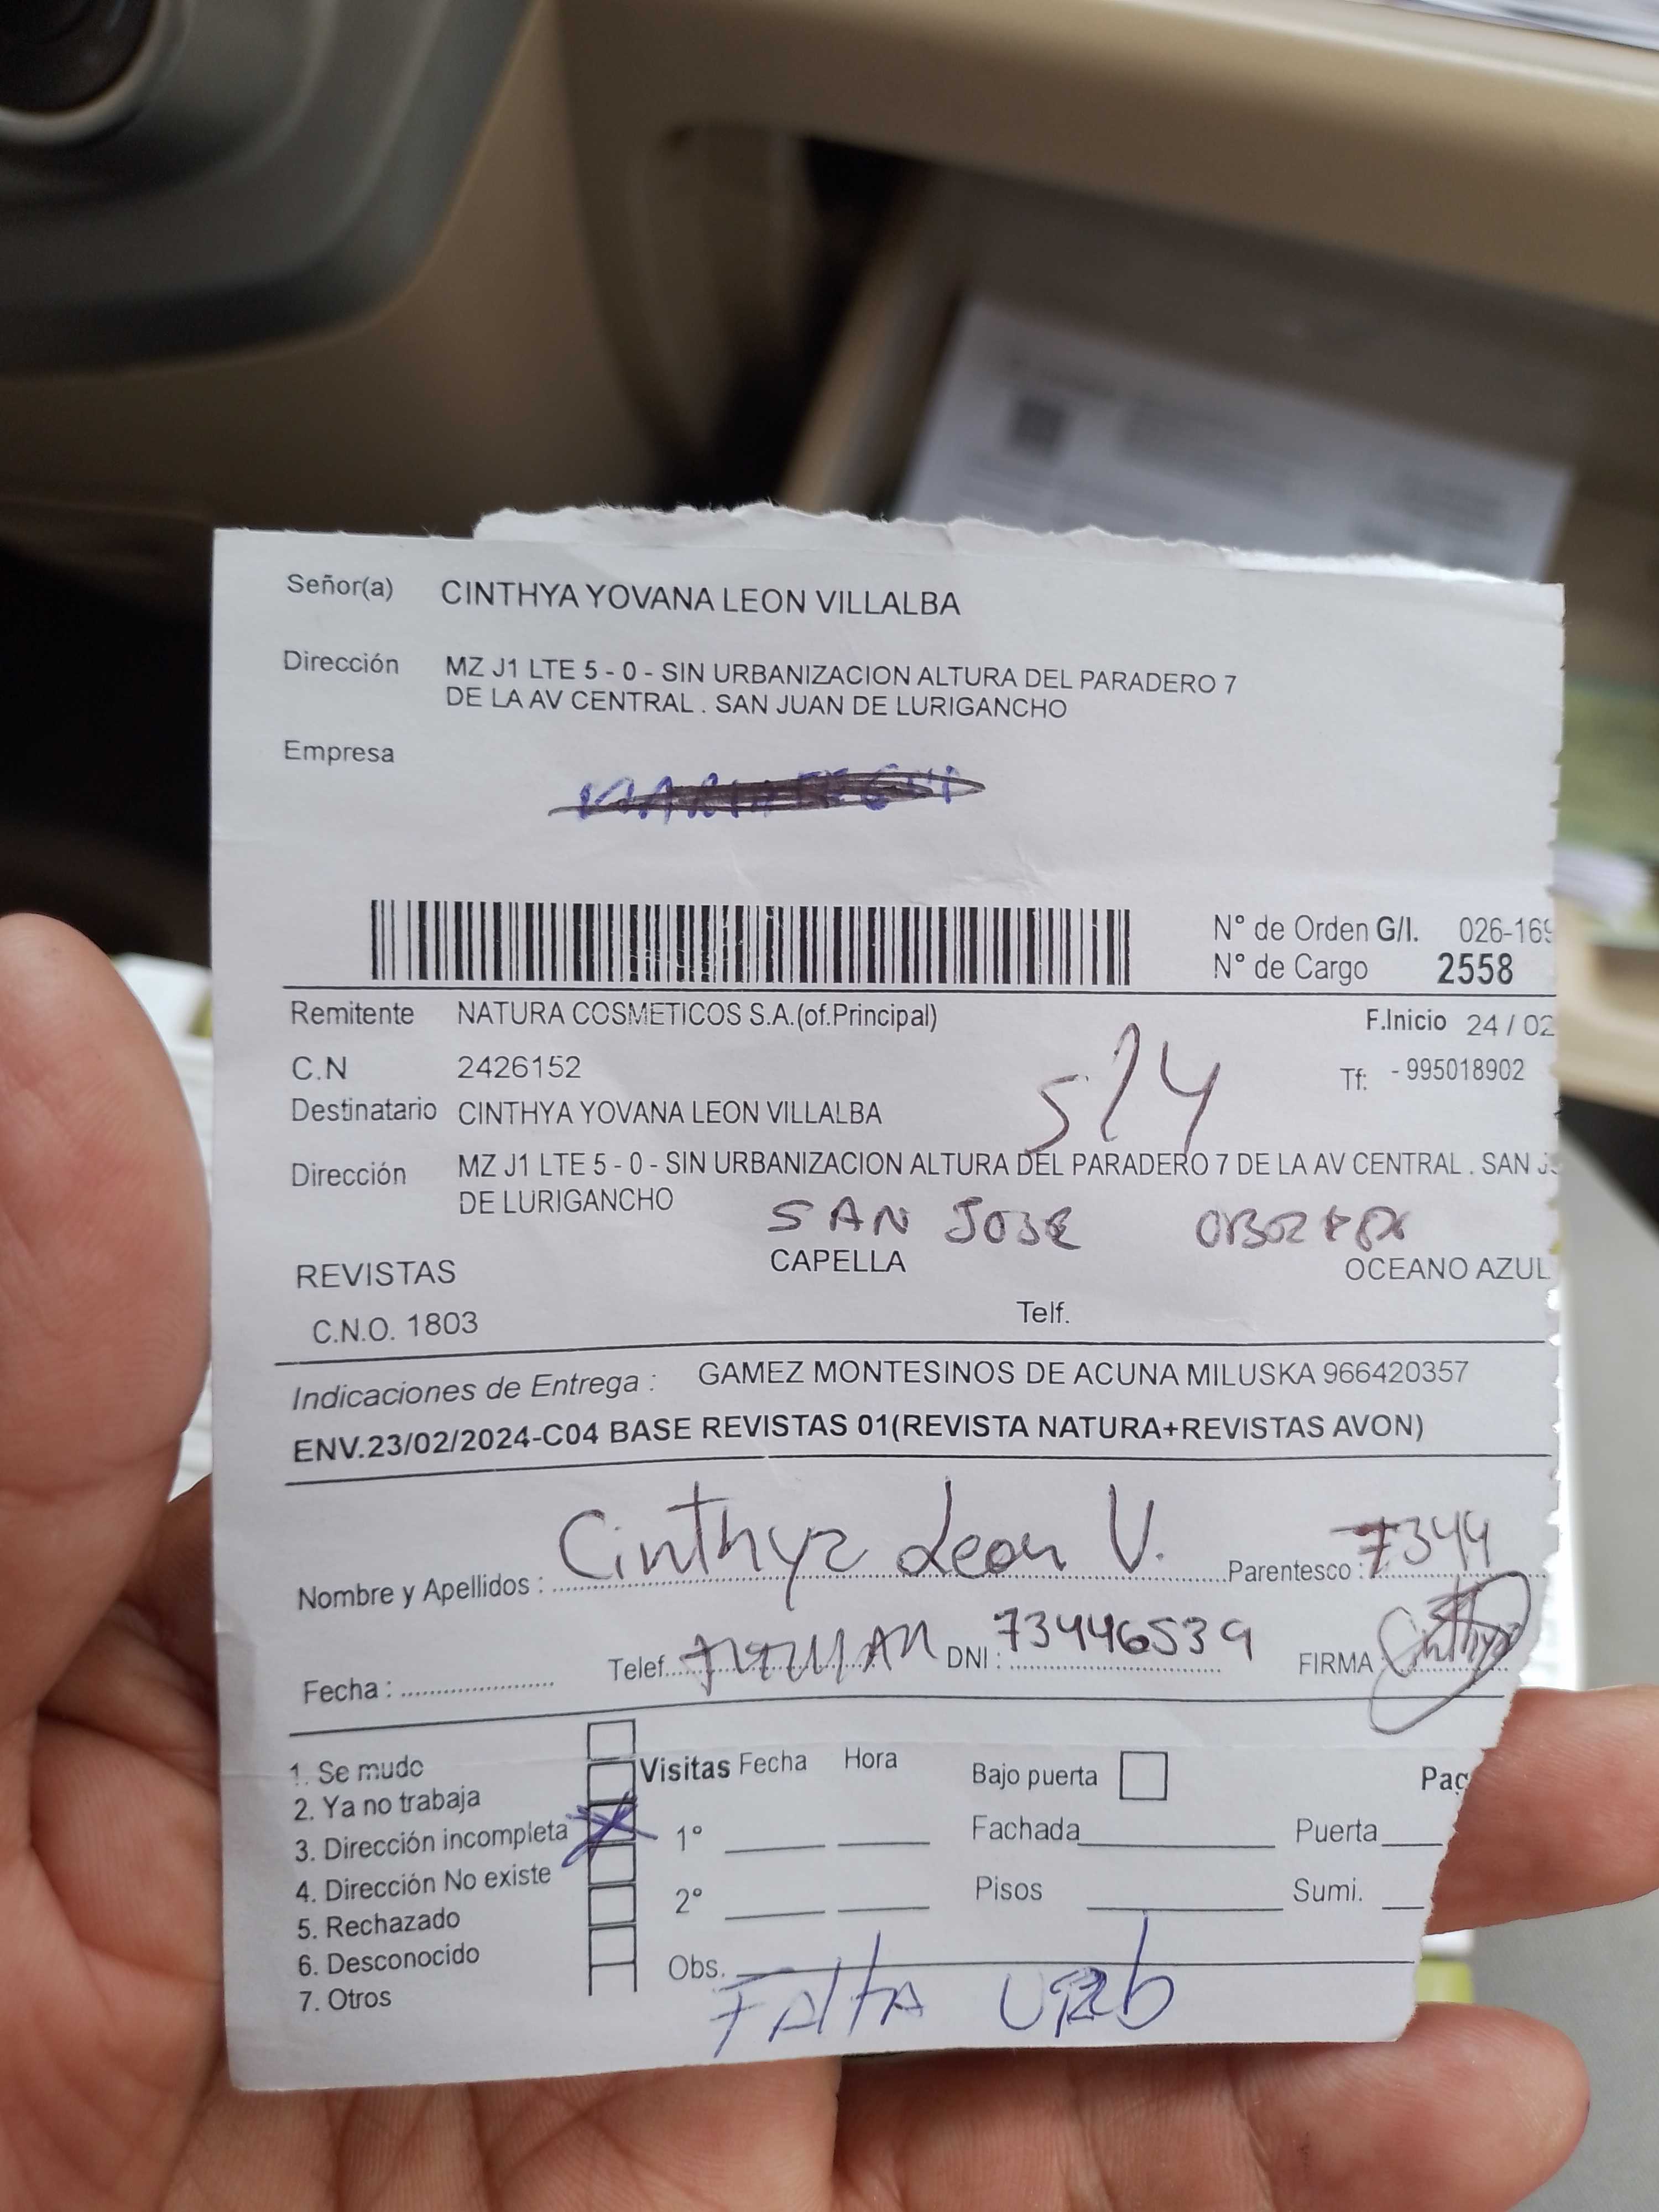 Señor(a) CINTHYA YOVANA LEON VILLALBA
Dirección MZ J1 LTE 5 - 0 - SIN URBANIZACION ALTURA DEL PARADERO 7
DE LA AV CENTRAL . SAN JUAN DE LURIGANCHO
Empresa
N° de Orden G/I. 026-169
N° de Cargo 2558
Remitente NATURA COSMETICOS S.A.(of.Principal) F.Inicio 24 / 02
C.N 2426152 Tf: - 995018902
Destinatario CINTHYA YOVANA LEON VILLALBA
Dirección MZ J1 LTE 5 - 0 - SIN URBANIZACION ALTURA DEL PARADERO 7 DE LA AV CENTRAL . SAN
DE LURIGANCHO
SAN JOSE
REVISTAS CAPELLA OCEANO AZUL
C.N.O. 1803 Telf.
Indicaciones de Entrega : GAMEZ MONTESINOS DE ACUNA MILUSKA 966420357
ENV.23/02/2024-C04 BASE REVISTAS 01(REVISTA NATURA+REVISTAS AVON)
Nombre y Apellidos : Cinthya Leon V. Parentesco : 7344
Fecha : Telef. DNI : 73446539 FIRMA Cinthya
1. Se mudo
2. Ya no trabaja
3. Dirección incompleta
4. Dirección No existe
5. Rechazado
6. Desconocido
7. Otros
Visitas Fecha Hora Bajo puerta Pag
1° Fachada Puerta
2° Pisos Sumi.
Obs.
FAltA URb